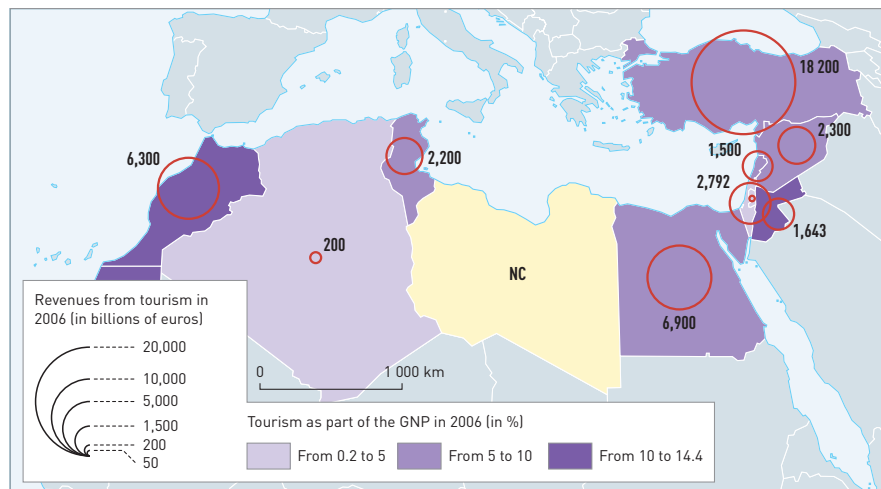 18 200
2,300
1,500
6,300
2,200
2,792
1,643
200
NC
6,900
Revenues from tourism in
2006 (in billions of euros)
20,000
10,000
5,000
1,500
200
50
0 1 000 km
Tourism as part of the GNP in 2006 (in %)
From 0.2 to 5 From 5 to 10 From 10 to 14.4